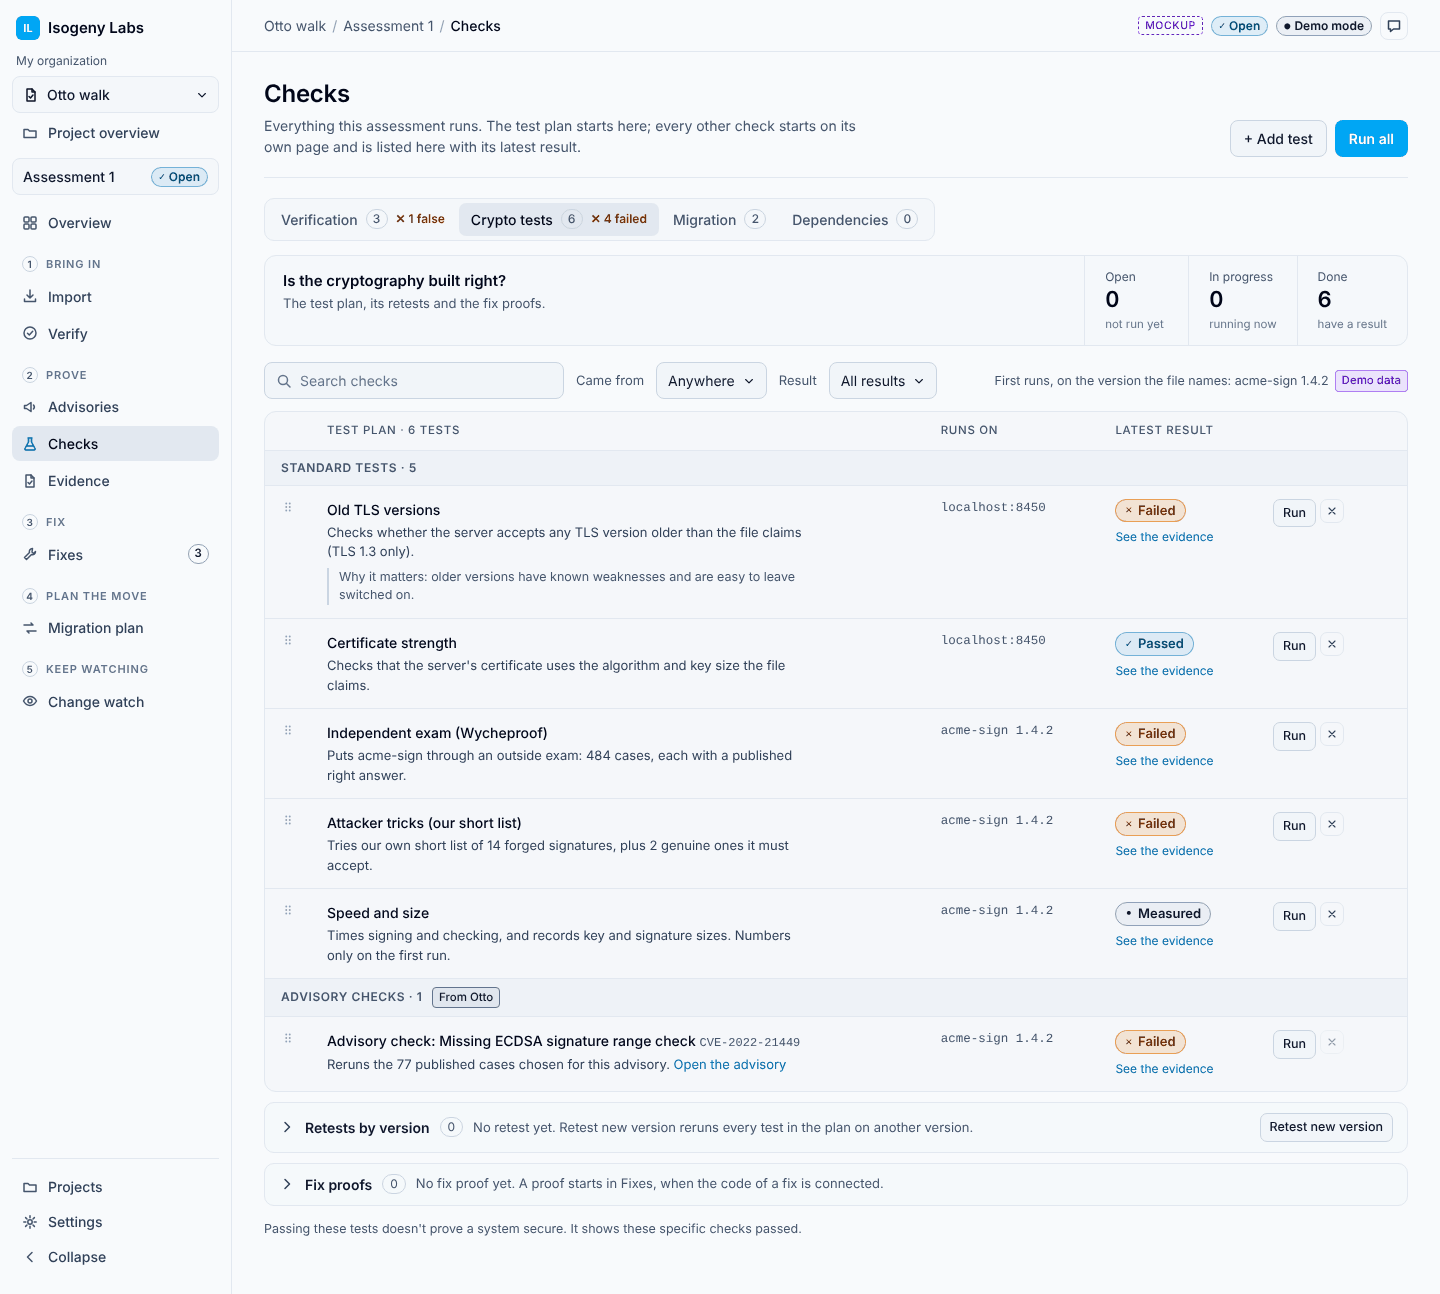 IL Isogeny Labs
My organization
Otto walk
Project overview
Assessment 1 ✓ Open
Overview
1 BRING IN
Import
Verify
2 PROVE
Advisories
Checks
Evidence
3 FIX
Fixes 3
4 PLAN THE MOVE
Migration plan
5 KEEP WATCHING
Change watch
Projects
Settings
Collapse
Otto walk / Assessment 1 / Checks
MOCKUP ✓ Open ● Demo mode
Checks
Everything this assessment runs. The test plan starts here; every other check starts on its
own page and is listed here with its latest result.
+ Add test Run all
Verification 3 ✕ 1 false Crypto tests 6 ✕ 4 failed Migration 2 Dependencies 0
Is the cryptography built right?
The test plan, its retests and the fix proofs.
Open
0
not run yet
In progress
0
running now
Done
6
have a result
Search checks Came from Anywhere Result All results First runs, on the version the file names: acme-sign 1.4.2 Demo data
TEST PLAN · 6 TESTS RUNS ON LATEST RESULT
STANDARD TESTS · 5
Old TLS versions localhost:8450 ✕ Failed Run ✕
Checks whether the server accepts any TLS version older than the file claims
(TLS 1.3 only).
See the evidence
Why it matters: older versions have known weaknesses and are easy to leave
switched on.
Certificate strength localhost:8450 ✓ Passed Run ✕
Checks that the server's certificate uses the algorithm and key size the file
claims.
See the evidence
Independent exam (Wycheproof) acme-sign 1.4.2 ✕ Failed Run ✕
Puts acme-sign through an outside exam: 484 cases, each with a published
right answer.
See the evidence
Attacker tricks (our short list) acme-sign 1.4.2 ✕ Failed Run ✕
Tries our own short list of 14 forged signatures, plus 2 genuine ones it must
accept.
See the evidence
Speed and size acme-sign 1.4.2 • Measured Run ✕
Times signing and checking, and records key and signature sizes. Numbers
only on the first run.
See the evidence
ADVISORY CHECKS · 1 From Otto
Advisory check: Missing ECDSA signature range check CVE-2022-21449 acme-sign 1.4.2 ✕ Failed Run ✕
Reruns the 77 published cases chosen for this advisory. Open the advisory
See the evidence
Retests by version 0 No retest yet. Retest new version reruns every test in the plan on another version. Retest new version
Fix proofs 0 No fix proof yet. A proof starts in Fixes, when the code of a fix is connected.
Passing these tests doesn't prove a system secure. It shows these specific checks passed.